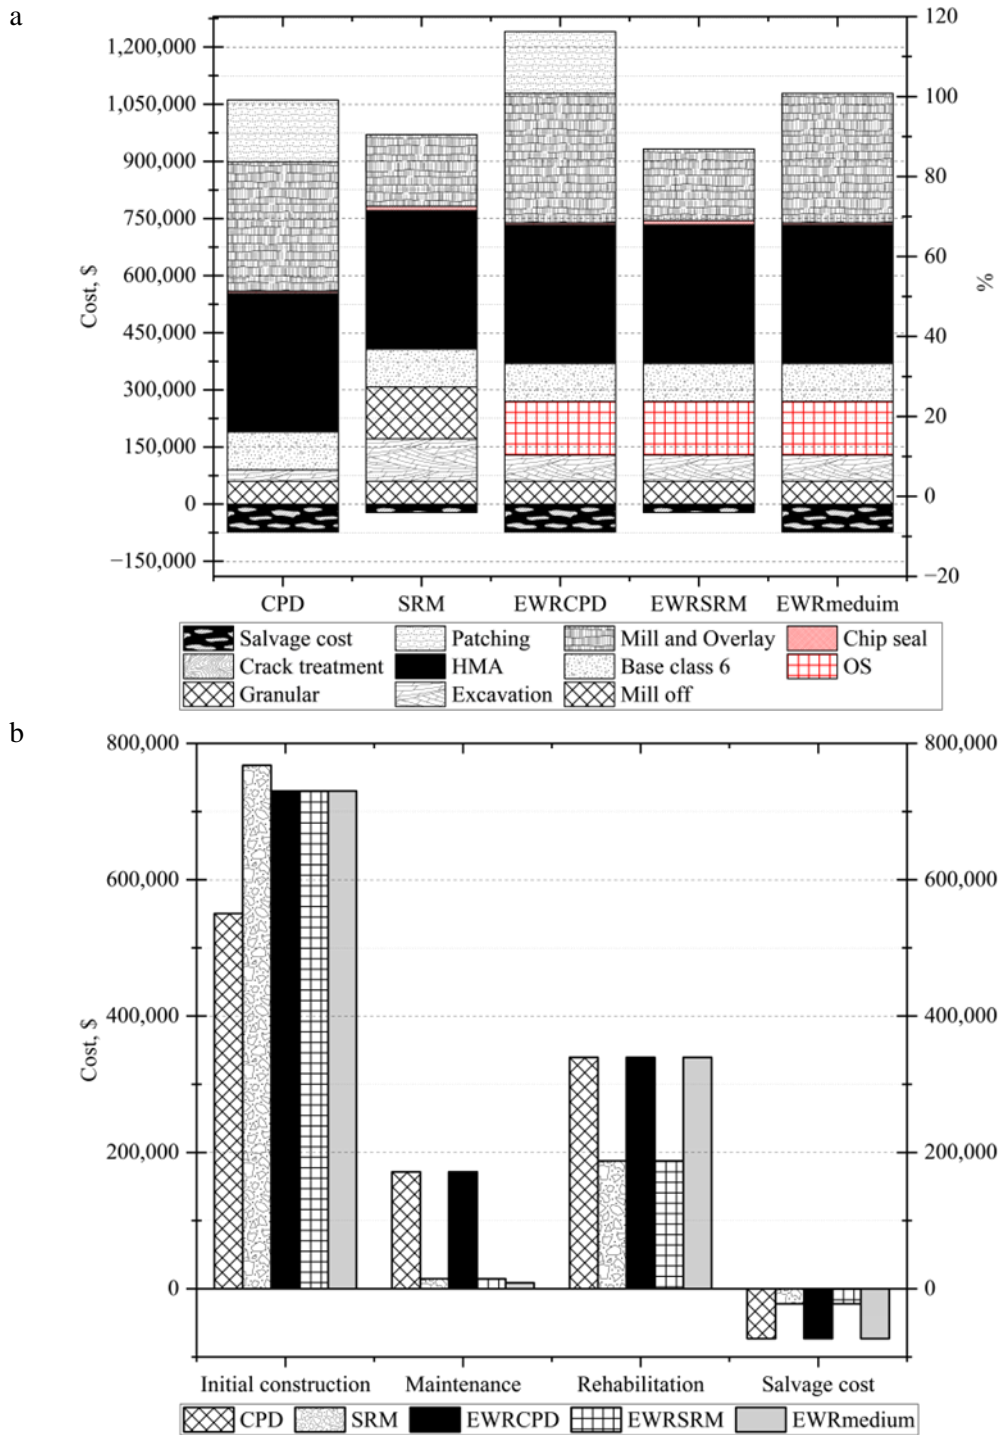 a
1,200,000
1,050,000
900,000
750,000
600,000
450,000
300,000
150,000
0
−150,000
Cost, $
120
100
80
60
40
20
0
−20
%
CPD SRM EWRCPD EWRSRM EWRmeduim
Salvage cost Patching Mill and Overlay Chip seal
Crack treatment HMA Base class 6 OS
Granular Excavation Mill off
b
800,000
600,000
400,000
200,000
0
Cost, $
800,000
600,000
400,000
200,000
0
Initial construction Maintenance Rehabilitation Salvage cost
CPD SRM EWRCPD EWRSRM EWRmedium